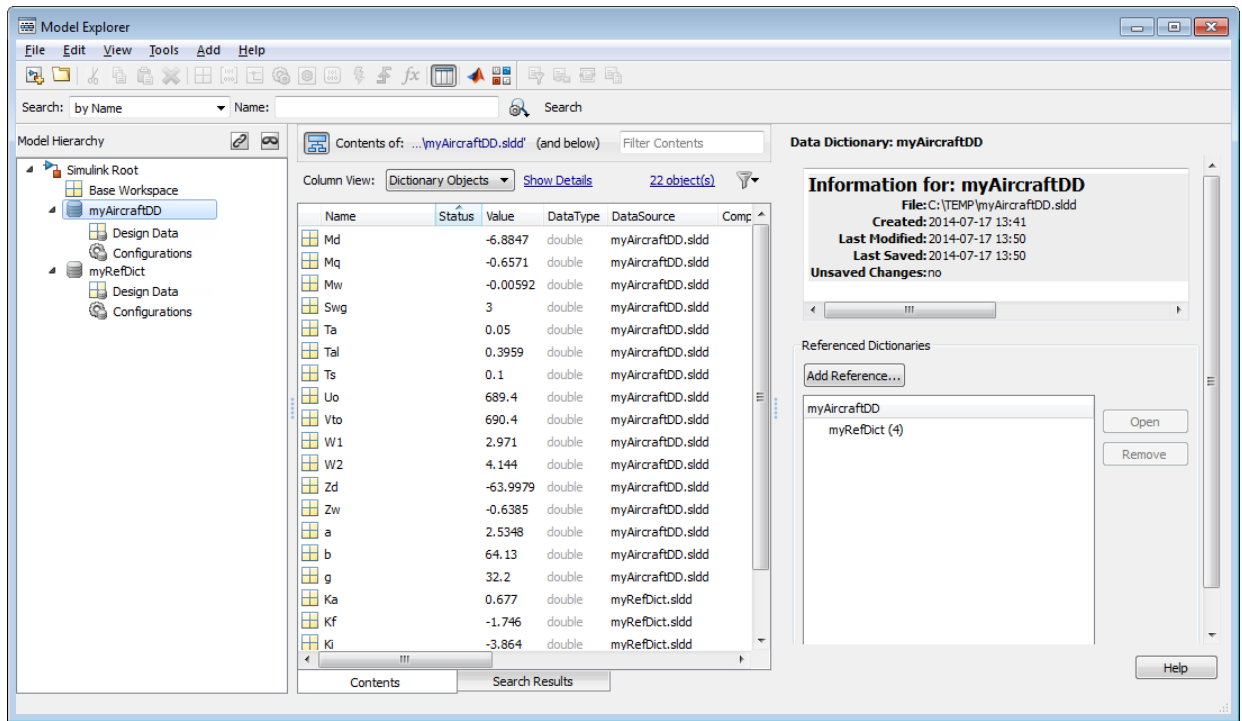 Model Explorer
File Edit View Tools Add Help
fx
Search: by Name Name: Search
Model Hierarchy
Simulink Root
Base Workspace
myAircraftDD
Design Data
Configurations
myRefDict
Design Data
Configurations
Contents of: ...\myAircraftDD.sldd' (and below) Filter Contents
Column View: Dictionary Objects Show Details 22 object(s)
Name Status Value DataType DataSource Comp
Md -6.8847 double myAircraftDD.sldd
Mq -0.6571 double myAircraftDD.sldd
Mw -0.00592 double myAircraftDD.sldd
Swg 3 double myAircraftDD.sldd
Ta 0.05 double myAircraftDD.sldd
Tal 0.3959 double myAircraftDD.sldd
Ts 0.1 double myAircraftDD.sldd
Uo 689.4 double myAircraftDD.sldd
Vto 690.4 double myAircraftDD.sldd
W1 2.971 double myAircraftDD.sldd
W2 4.144 double myAircraftDD.sldd
Zd -63.9979 double myAircraftDD.sldd
Zw -0.6385 double myAircraftDD.sldd
a 2.5348 double myAircraftDD.sldd
b 64.13 double myAircraftDD.sldd
g 32.2 double myAircraftDD.sldd
Ka 0.677 double myRefDict.sldd
Kf -1.746 double myRefDict.sldd
Ki -3.864 double myRefDict.sldd
Contents Search Results
Data Dictionary: myAircraftDD
Information for: myAircraftDD
File: C:\TEMP\myAircraftDD.sldd
Created: 2014-07-17 13:41
Last Modified: 2014-07-17 13:50
Last Saved: 2014-07-17 13:50
Unsaved Changes: no
Referenced Dictionaries
Add Reference...
myAircraftDD
myRefDict (4)
Open
Remove
Help